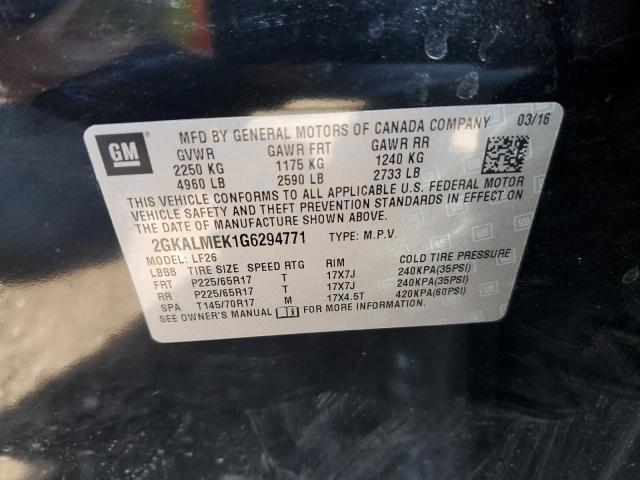 GM
MFD BY GENERAL MOTORS OF CANADA COMPANY 03/16
GVWR GAWR FRT GAWR RR
2250 KG 1175 KG 1240 KG
4960 LB 2590 LB 2733 LB
THIS VEHICLE CONFORMS TO ALL APPLICABLE U.S. FEDERAL MOTOR
VEHICLE SAFETY AND THEFT PREVENTION STANDARDS IN EFFECT ON
THE DATE OF MANUFACTURE SHOWN ABOVE.
2GKALMEK1G6294771 TYPE: M.P.V.
MODEL: LF26
LBB8 TIRE SIZE SPEED RTG RIM COLD TIRE PRESSURE
FRT P225/65R17 T 17X7J 240KPA(35PSI)
RR P225/65R17 T 17X7J 240KPA(35PSI)
SPA T145/70R17 M 17X4.5T 420KPA(60PSI)
SEE OWNER'S MANUAL FOR MORE INFORMATION.